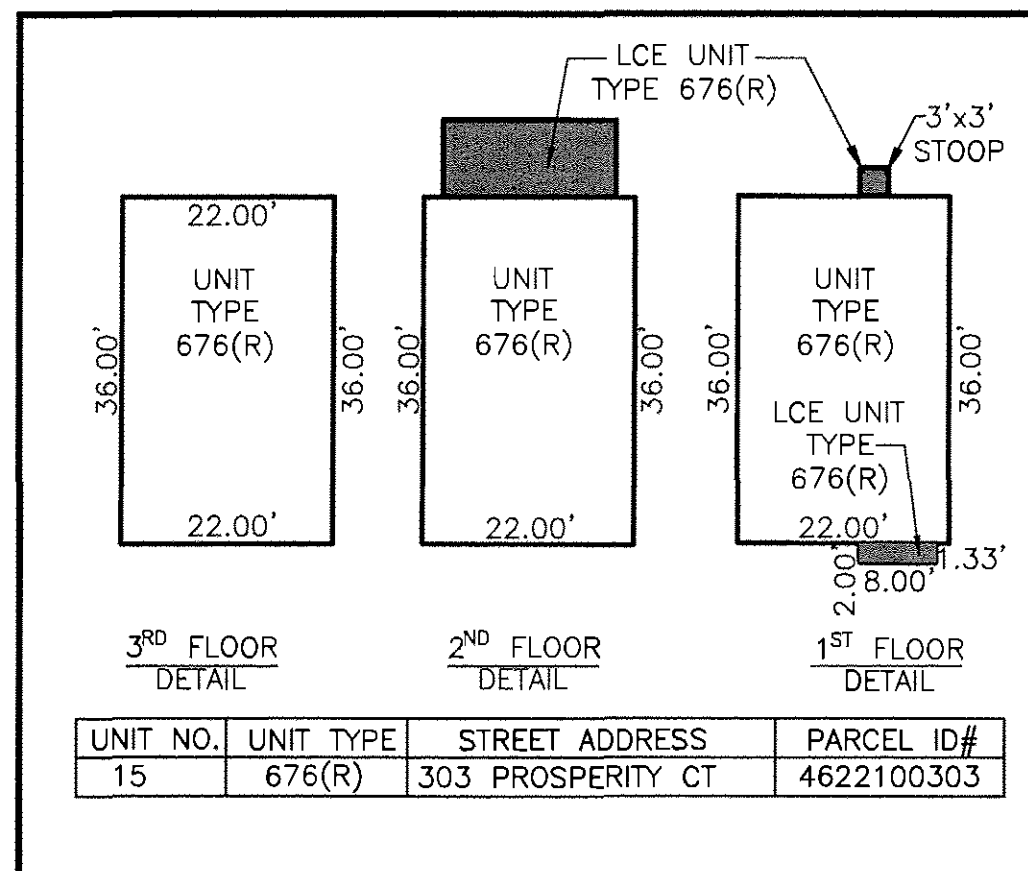 LCE UNIT
TYPE 676(R)
3'x3'
STOOP
22.00'
UNIT
TYPE
676(R)
36.00'
36.00'
22.00'
3RD FLOOR
DETAIL
UNIT
TYPE
676(R)
36.00'
36.00'
22.00'
2ND FLOOR
DETAIL
UNIT
TYPE
676(R)
36.00'
36.00'
LCE UNIT
TYPE
676(R)
22.00'
2.00'
8.00'
1.33'
1ST FLOOR
DETAIL
UNIT NO. UNIT TYPE STREET ADDRESS PARCEL ID#
15 676(R) 303 PROSPERITY CT 4622100303